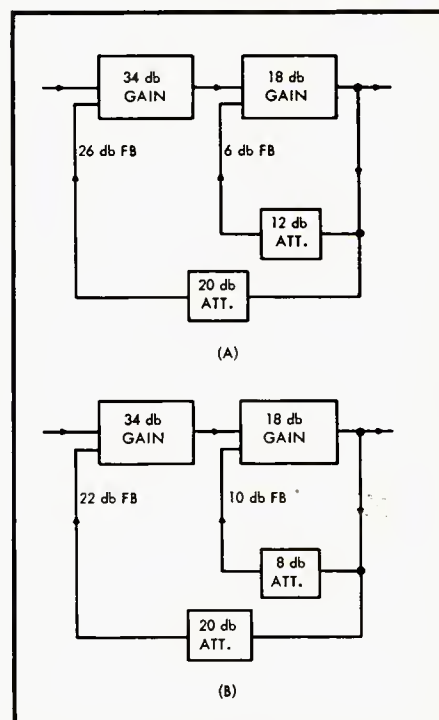 34 db
GAIN
18 db
GAIN
26 db FB
6 db FB
12 db
ATT.
20 db
ATT.
(A)
34 db
GAIN
18 db
GAIN
22 db FB
10 db FB
8 db
ATT.
20 db
ATT.
(B)